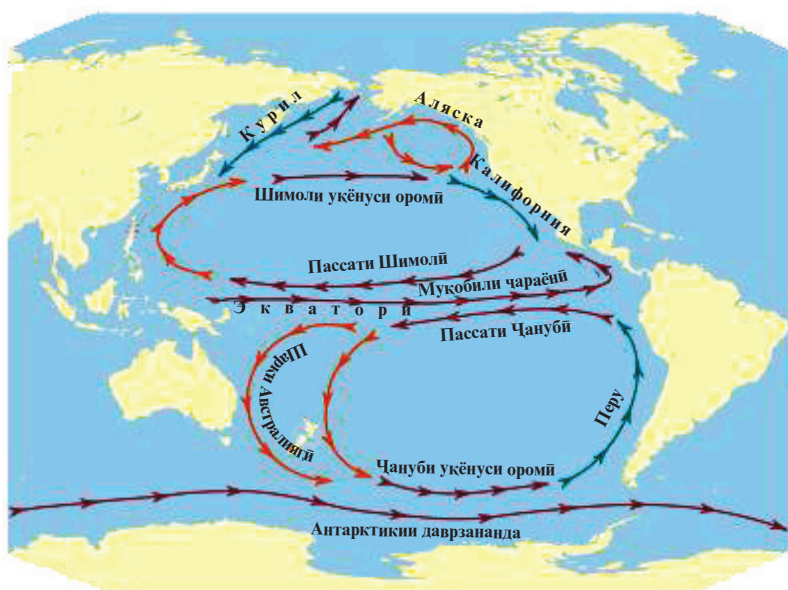 Курил
Аляска
Калифорния
Шимоли уқёнуси оромӣ
Пассати Шимолӣ
Муқобили ҷараёнӣ
Экваторӣ
Пассати Ҷанубӣ
Шарқи Австралиягӣ
Перу
Ҷануби уқёнуси оромӣ
Антарктикии даврзананда